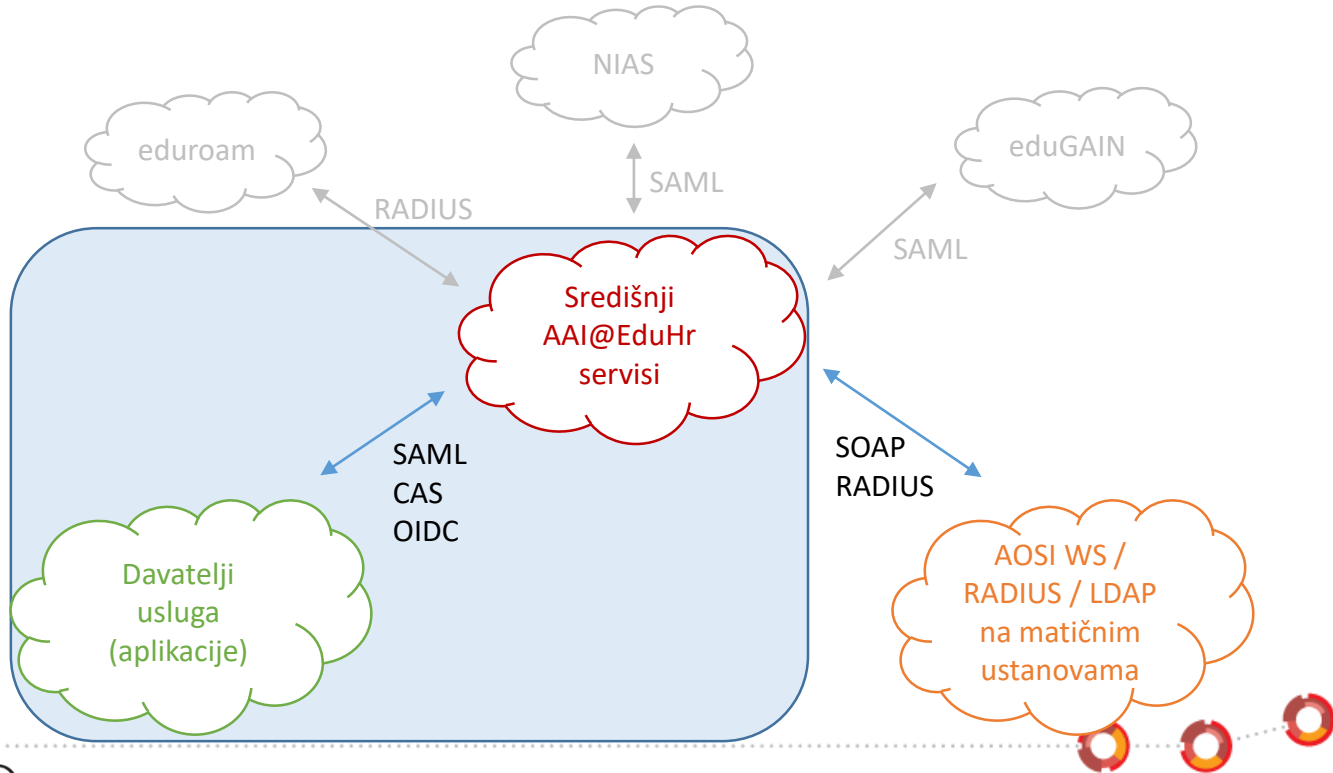 NIAS
eduroam
eduGAIN
SAML
RADIUS
SAML
Središnji
AAI@EduHr
servisi
SAML
CAS
OIDC
SOAP
RADIUS
Davatelji
usluga
(aplikacije)
AOSI WS /
RADIUS / LDAP
na matičnim
ustanovama